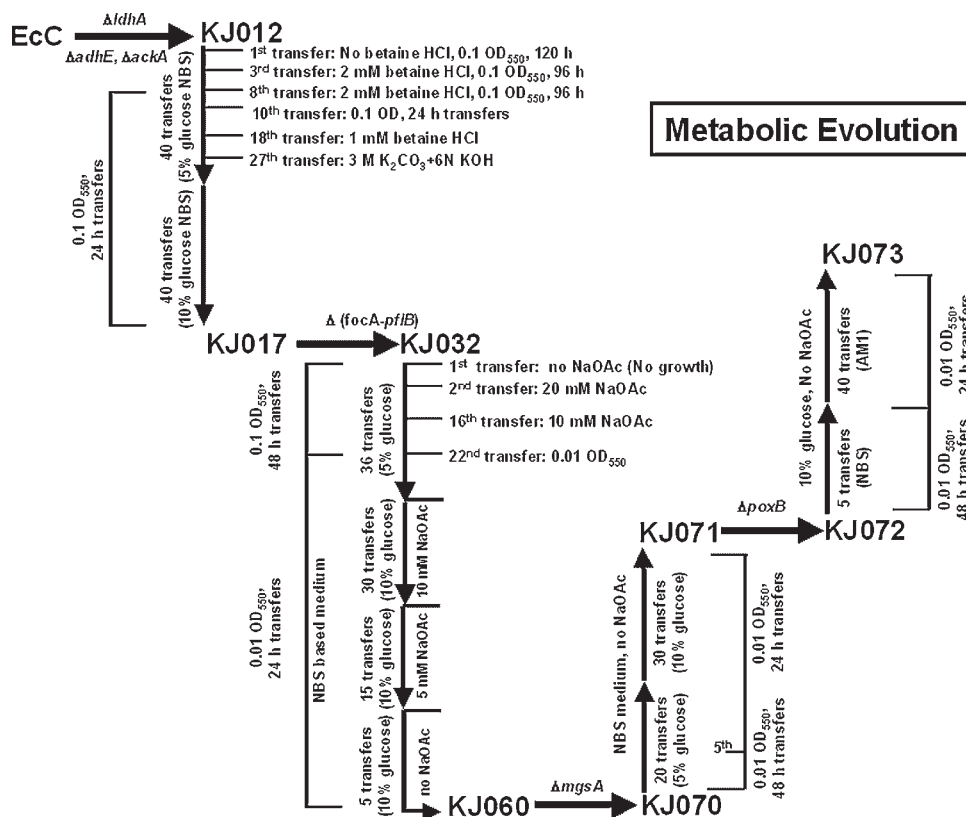 EcC
ΔldhA
ΔadhE, ΔackA
KJ012
1st transfer: No betaine HCl, 0.1 OD550, 120 h
3rd transfer: 2 mM betaine HCl, 0.1 OD550, 96 h
8th transfer: 2 mM betaine HCl, 0.1 OD550, 96 h
10th transfer: 0.1 OD, 24 h transfers
18th transfer: 1 mM betaine HCl
27th transfer: 3 M K2CO3+6N KOH
40 transfers
(5% glucose NBS)
40 transfers
(10% glucose NBS)
0.1 OD550,
24 h transfers
Metabolic Evolution
KJ017
Δ (focA-pflB)
KJ032
1st transfer: no NaOAc (No growth)
2nd transfer: 20 mM NaOAc
16th transfer: 10 mM NaOAc
22nd transfer: 0.01 OD550
0.1 OD550,
48 h transfers
0.01 OD550,
24 h transfers
NBS based medium
36 transfers
(5% glucose)
30 transfers
(10% glucose)
10 mM NaOAc
15 transfers
(10% glucose)
5 mM NaOAc
5 transfers
(10% glucose)
no NaOAc
KJ060
ΔmgsA
KJ070
NBS medium, no NaOAc
20 transfers
(5% glucose)
30 transfers
(10% glucose)
5th
0.01 OD550,
48 h transfers
0.01 OD550,
24 h transfers
KJ071
ΔpoxB
KJ072
10% glucose, No NaOAc
5 transfers
(NBS)
40 transfers
(AM1)
0.01 OD550,
48 h transfers
0.01 OD550,
24 h transfers
KJ073